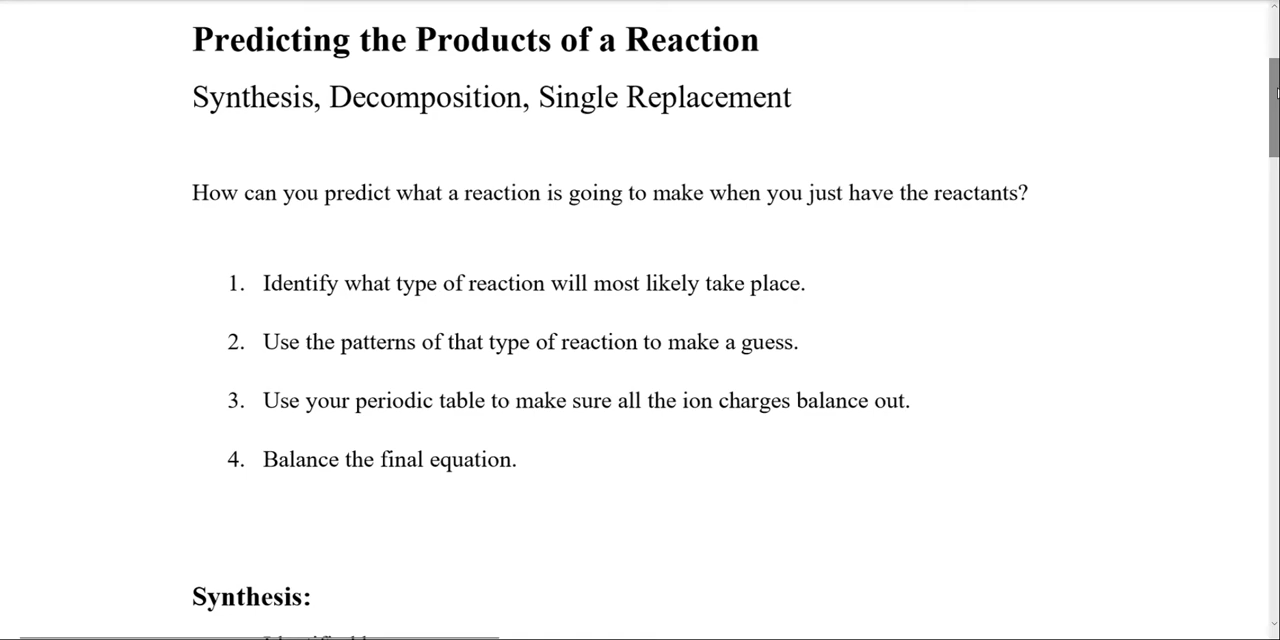 Predicting the Products of a Reaction
Synthesis, Decomposition, Single Replacement
How can you predict what a reaction is going to make when you just have the reactants?
1. Identify what type of reaction will most likely take place.
2. Use the patterns of that type of reaction to make a guess.
3. Use your periodic table to make sure all the ion charges balance out.
4. Balance the final equation.
Synthesis: